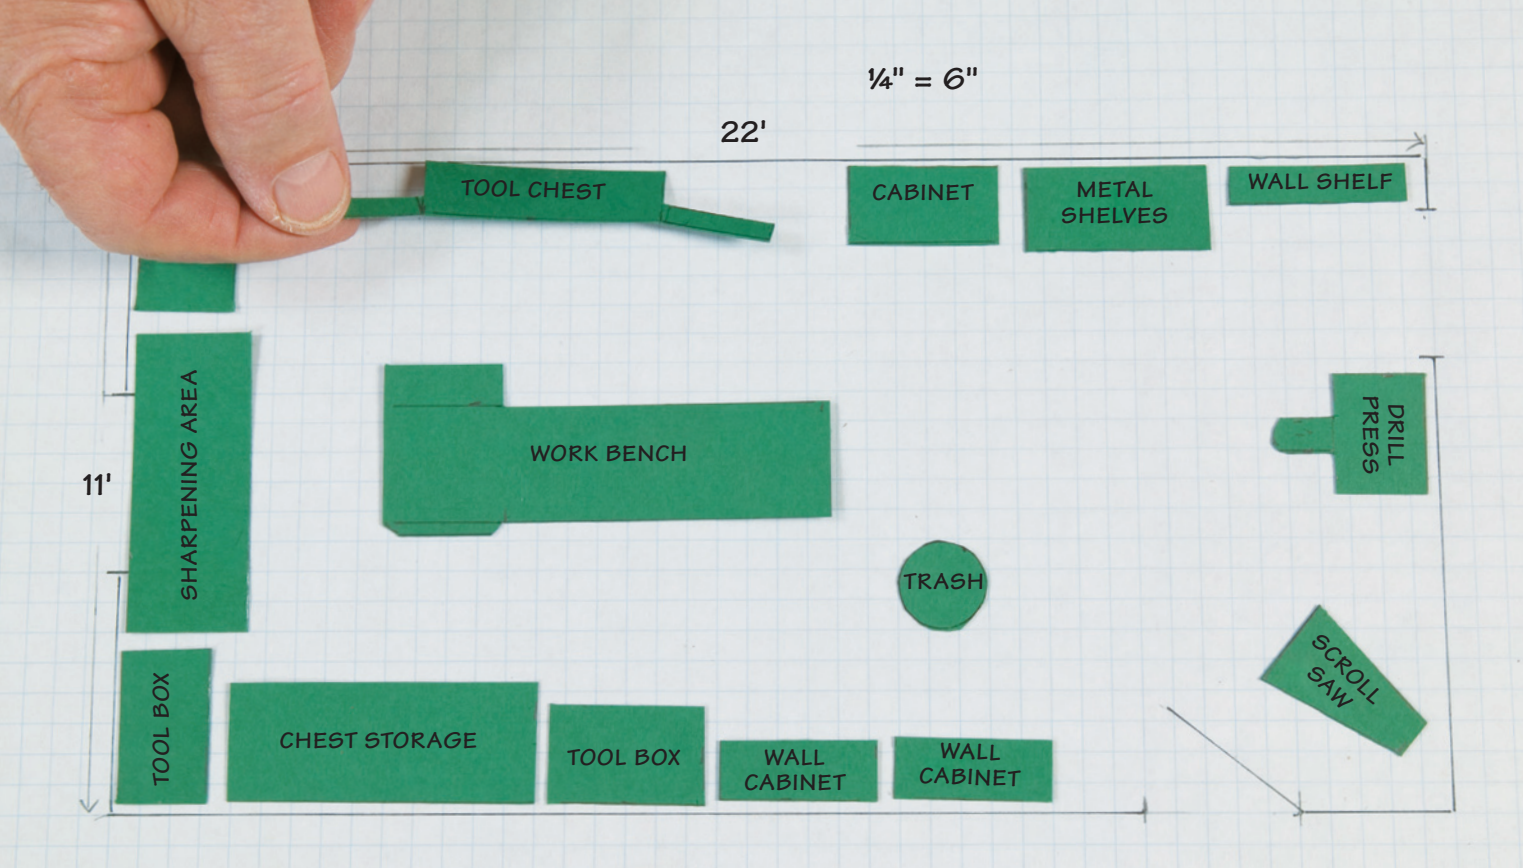 ¼" = 6"
22'
TOOL CHEST
CABINET
METAL
SHELVES
WALL SHELF
SHARPENING AREA
11'
WORK BENCH
DRILL
PRESS
TRASH
SCROLL
SAW
TOOL BOX
CHEST STORAGE
TOOL BOX
WALL
CABINET
WALL
CABINET